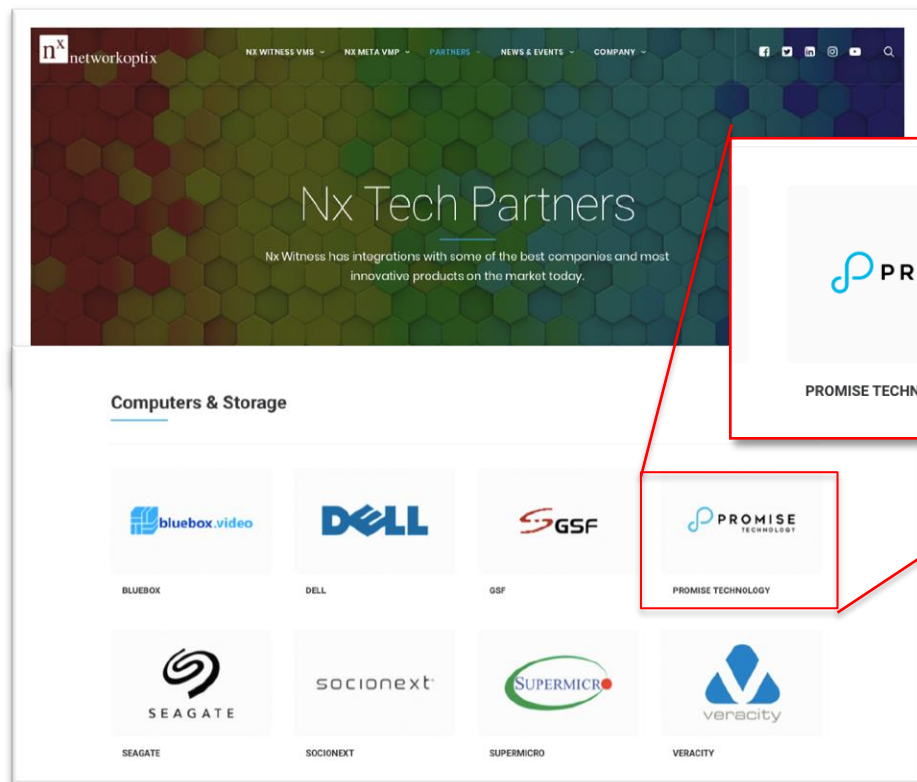 nx networkoptix
NX WITNESS VMS NX META VMP PARTNERS NEWS & EVENTS COMPANY
Nx Tech Partners
Nx Witness has integrations with some of the best companies and most
innovative products on the market today.
PR
PROMISE TECHN
Computers & Storage
bluebox.video
DELL
GSF
PROMISE
TECHNOLOGY
BLUEBOX
DELL
GSF
PROMISE TECHNOLOGY
SEAGATE
socionext
SUPERMICRO
veracity
SEAGATE
SOCIONEXT
SUPERMICRO
VERACITY